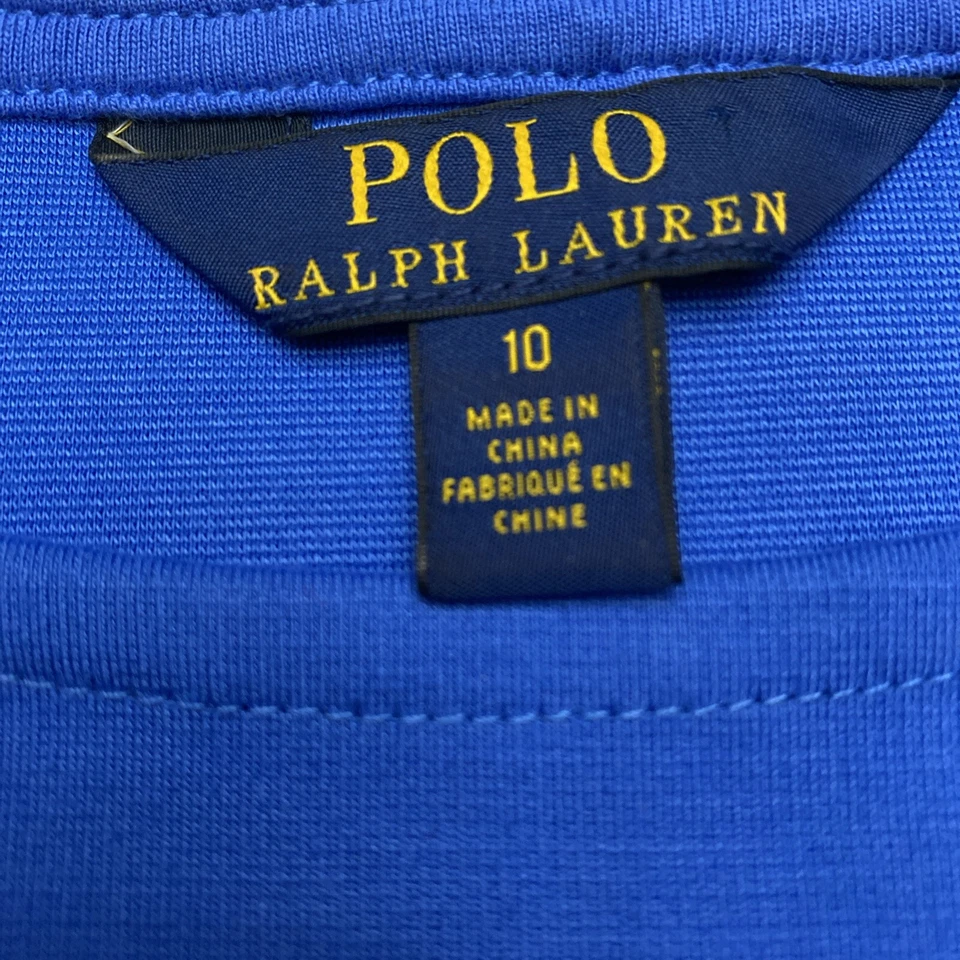 POLO
RALPH LAUREN
10
MADE IN
CHINA
FABRIQUÉ EN
CHINE